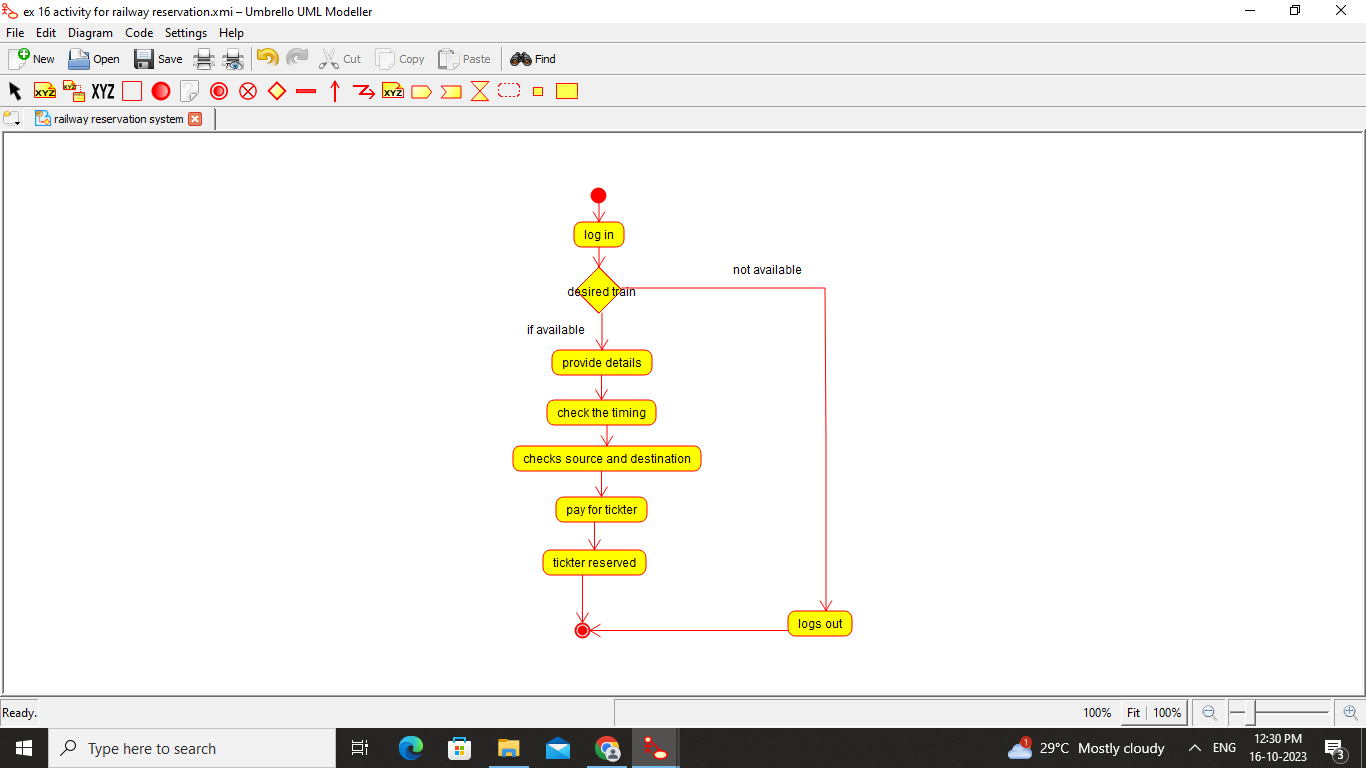 ex 16 activity for railway reservation.xmi – Umbrello UML Modeller
File Edit Diagram Code Settings Help
New Open Save Cut Copy Paste Find
XYZ XYZ XYZ XYZ
railway reservation system
log in
not available
desired train
if available
provide details
check the timing
checks source and destination
pay for tickter
tickter reserved
logs out
Ready. 100% Fit 100%
Type here to search 1 29°C Mostly cloudy ENG 12:30 PM
16-10-2023 3